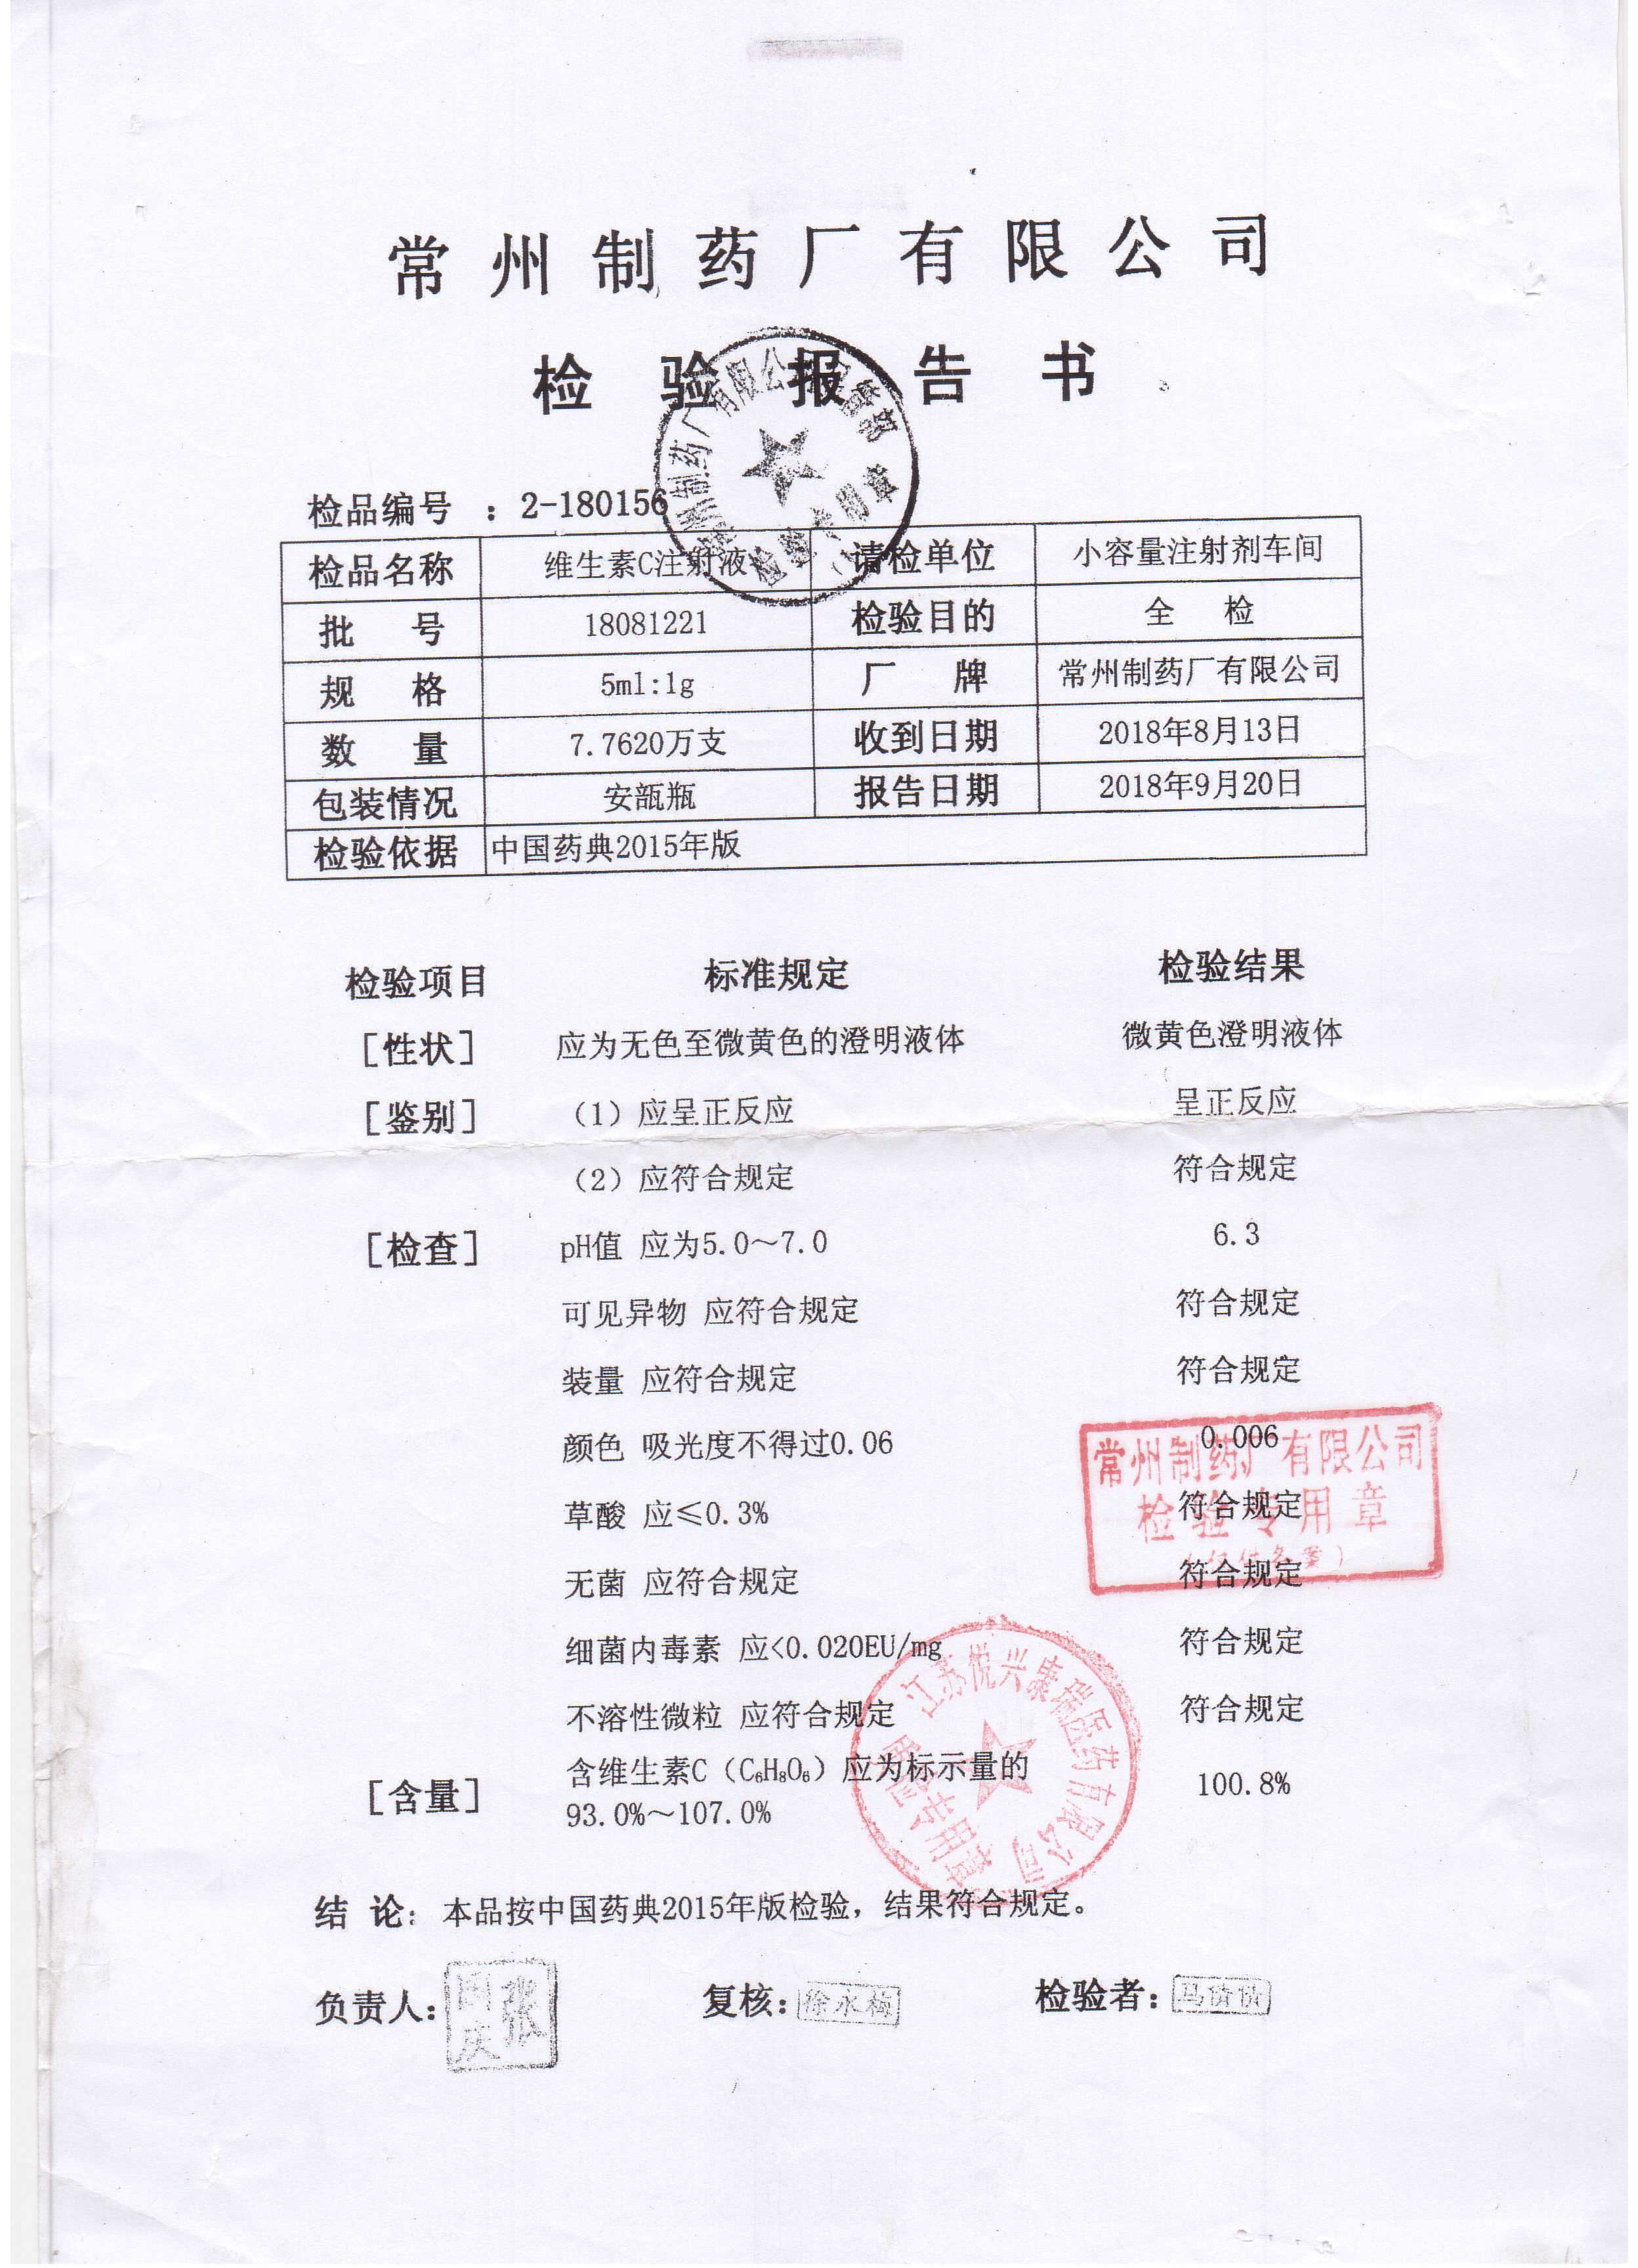 常州制药厂有限公司
检验报告书
检品编号 ：2-180156
检品名称 维生素C注射液 请检单位 小容量注射剂车间
批 号 18081221 检验目的 全 检
规 格 5ml:1g 厂 牌 常州制药厂有限公司
数 量 7.7620万支 收到日期 2018年8月13日
包装情况 安瓿瓶 报告日期 2018年9月20日
检验依据 中国药典2015年版
检验项目 标准规定 检验结果
[性状] 应为无色至微黄色的澄明液体 微黄色澄明液体
[鉴别] （1）应呈正反应 呈正反应
（2）应符合规定 符合规定
[检查] pH值 应为5.0～7.0 6.3
可见异物 应符合规定 符合规定
装量 应符合规定 符合规定
颜色 吸光度不得过0.06 0.006
常州制药厂有限公司
草酸 应≤0.3% 符合规定
检验专用章
无菌 应符合规定 符合规定
细菌内毒素 应<0.020EU/mg 符合规定
江苏悦兴康瑞医药有限公司
不溶性微粒 应符合规定 符合规定
[含量] 含维生素C（C₆H₈O₆）应为标示量的 100.8%
93.0%～107.0%
结 论：本品按中国药典2015年版检验，结果符合规定。
负责人： 复核：徐永梅 检验者：